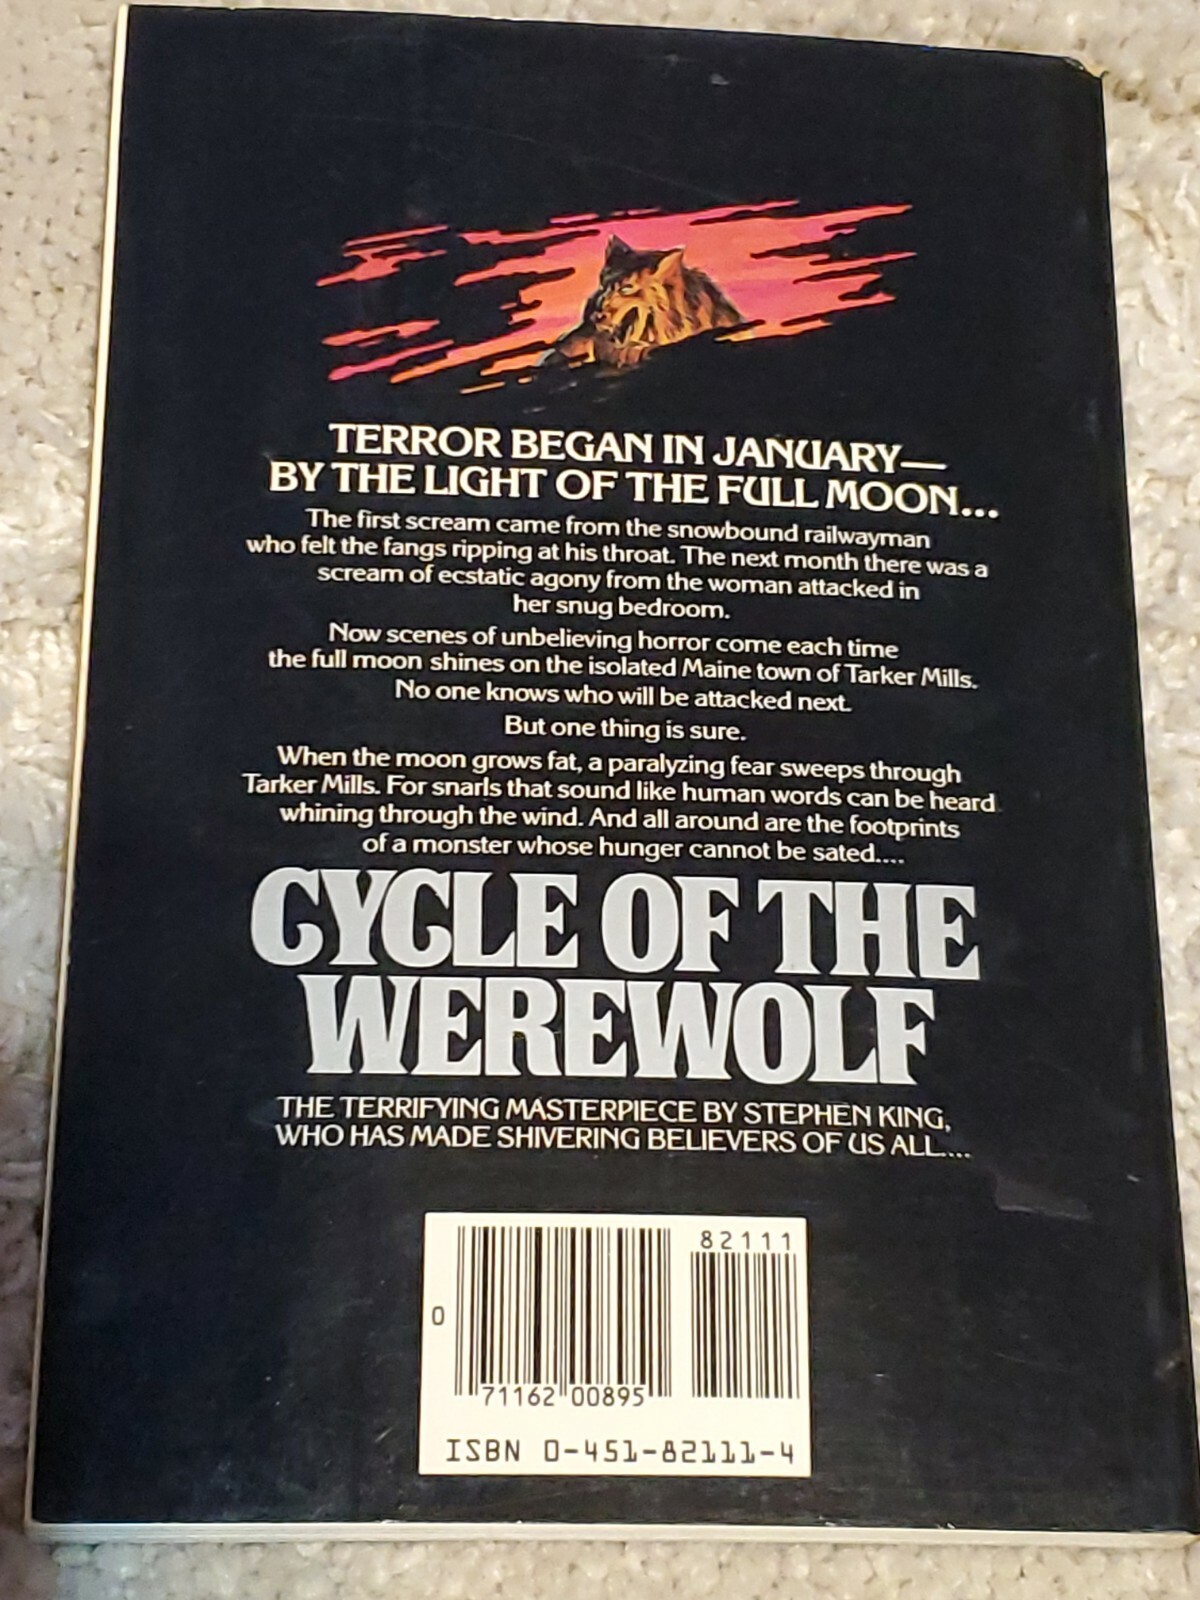 TERROR BEGAN IN JANUARY—
BY THE LIGHT OF THE FULL MOON...
The first scream came from the snowbound railwayman
who felt the fangs ripping at his throat. The next month there was a
scream of ecstatic agony from the woman attacked in
her snug bedroom.
Now scenes of unbelieving horror come each time
the full moon shines on the isolated Maine town of Tarker Mills.
No one knows who will be attacked next.
But one thing is sure.
When the moon grows fat, a paralyzing fear sweeps through
Tarker Mills. For snarls that sound like human words can be heard
whining through the wind. And all around are the footprints
of a monster whose hunger cannot be sated....
CYCLE OF THE
WEREWOLF
THE TERRIFYING MASTERPIECE BY STEPHEN KING,
WHO HAS MADE SHIVERING BELIEVERS OF US ALL....
82111
0
71162 00895
ISBN 0-451-82111-4